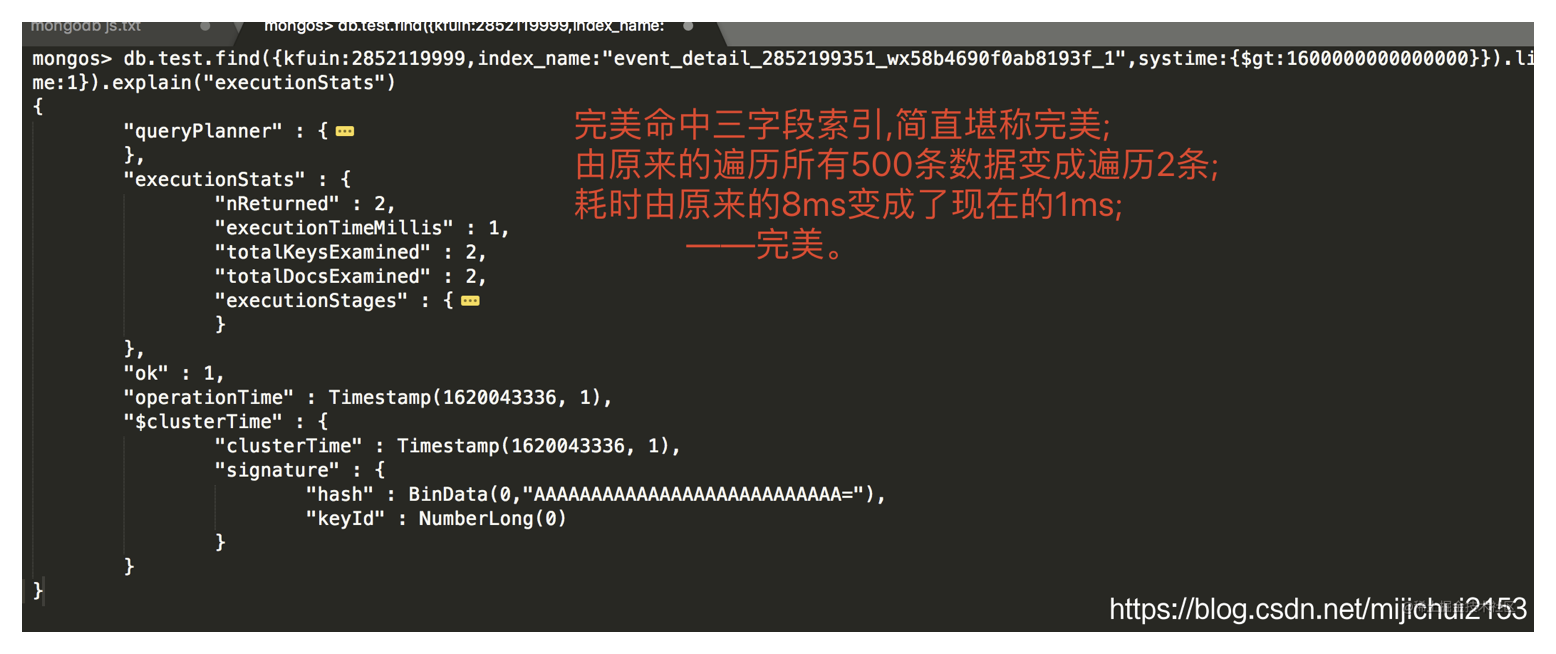 mongodb js.txt
mongos> db.test.find({kfuin:2852119999,index_name:
mongos> db.test.find({kfuin:2852119999,index_name:"event_detail_2852199351_wx58b4690f0ab8193f_1",systime:{$gt:1600000000000000}}).li
me:1}).explain("executionStats")
{
"queryPlanner" : {
},
"executionStats" : {
"nReturned" : 2,
"executionTimeMillis" : 1,
"totalKeysExamined" : 2,
"totalDocsExamined" : 2,
"executionStages" : {
}
},
"ok" : 1,
"operationTime" : Timestamp(1620043336, 1),
"$clusterTime" : {
"clusterTime" : Timestamp(1620043336, 1),
"signature" : {
"hash" : BinData(0,"AAAAAAAAAAAAAAAAAAAAAAAAAAA="),
"keyId" : NumberLong(0)
}
}
}
完美命中三字段索引,简直堪称完美;
由原来的遍历所有500条数据变成遍历2条;
耗时由原来的8ms变成了现在的1ms;
——完美。
https://blog.csdn.net/mijichui2153